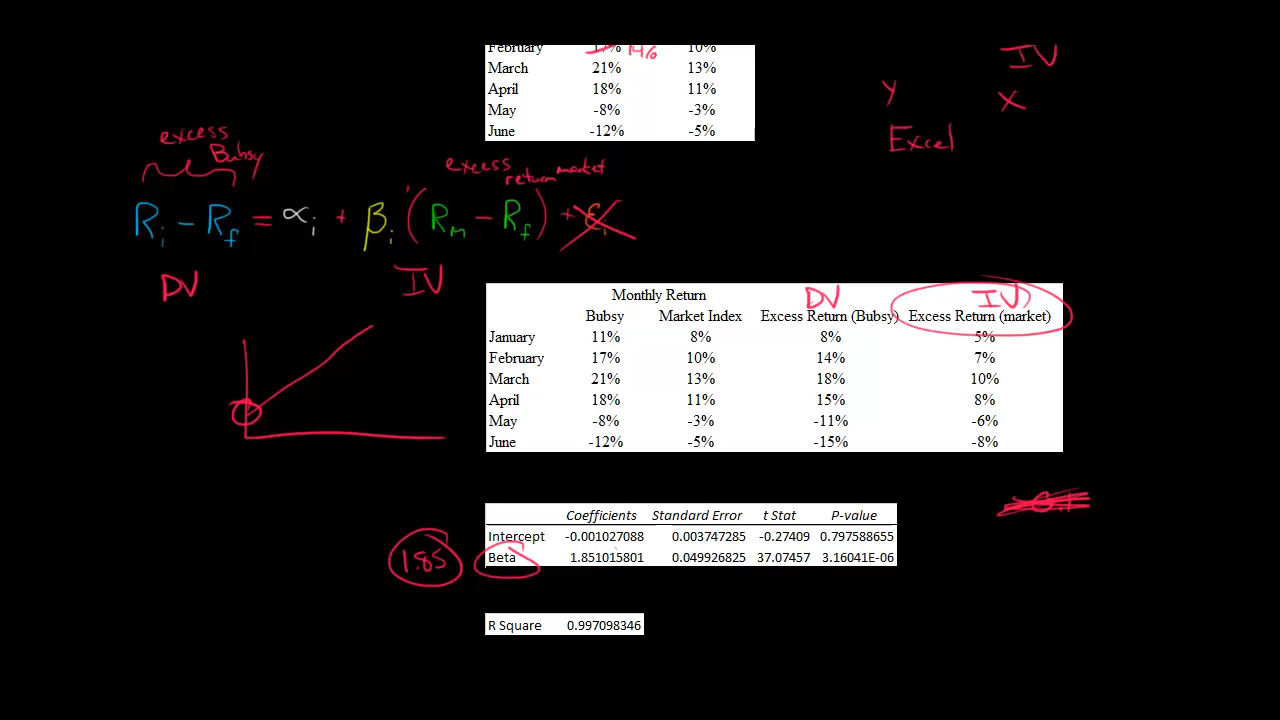 February 17% 14% 10%
March 21% 13%
April 18% 11%
May -8% -3%
June -12% -5%
IV
y x
Excel
excess
Bubsy
excess
return market
Ri - Rf = αi + βi (RM - Rf) + εi
DV IV
DV IV
Monthly Return
Bubsy Market Index Excess Return (Bubsy) Excess Return (market)
January 11% 8% 8% 5%
February 17% 10% 14% 7%
March 21% 13% 18% 10%
April 18% 11% 15% 8%
May -8% -3% -11% -6%
June -12% -5% -15% -8%
Coefficients Standard Error t Stat P-value
Intercept -0.001027088 0.003747285 -0.27409 0.797588655
1.85 Beta 1.851015801 0.049926825 37.07457 3.16041E-06
R Square 0.997098346